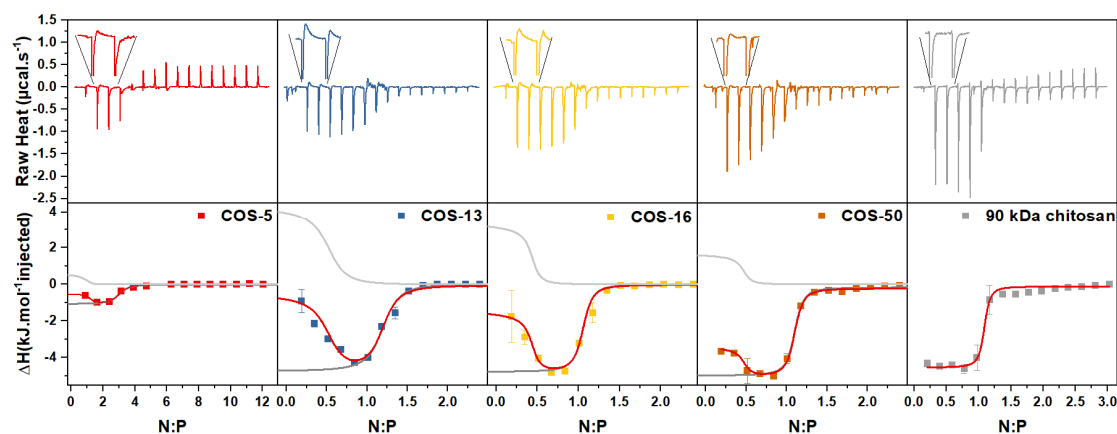 Raw Heat (μcal.s⁻¹)
1.5
1.0
0.5
0.0
-0.5
-1.0
-1.5
-2.0
-2.5
ΔH(kJ.mol⁻¹injected)
4
2
0
-2
-4
COS-5
COS-13
COS-16
COS-50
90 kDa chitosan
0 2 4 6 8 10 12
0.0 0.5 1.0 1.5 2.0
0.0 0.5 1.0 1.5 2.0
0.0 0.5 1.0 1.5 2.0
0.0 0.5 1.0 1.5 2.0 2.5 3.0
N:P N:P N:P N:P N:P